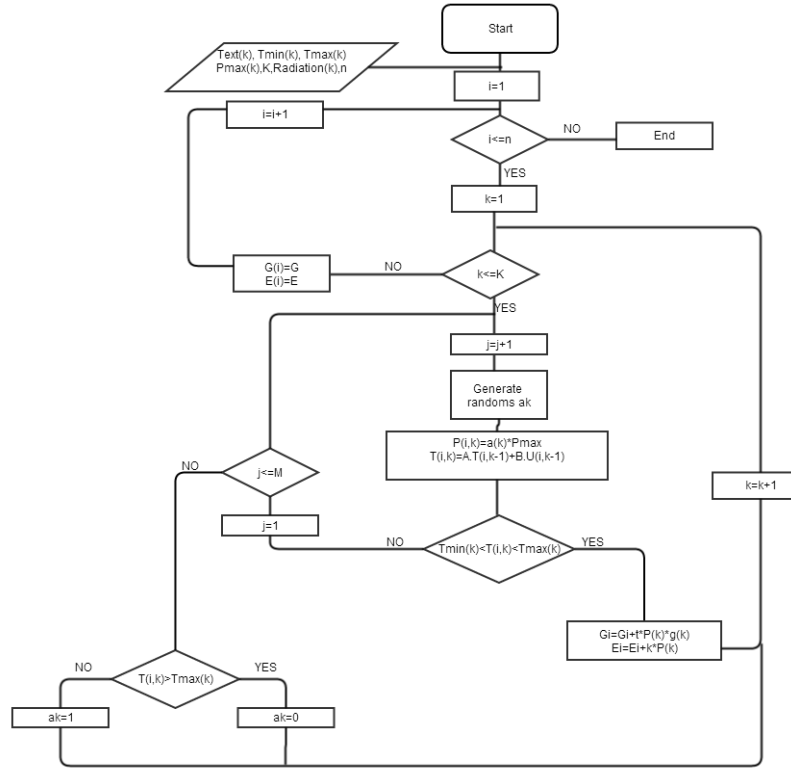 Start
Text(k), Tmin(k), Tmax(k)
Pmax(k),K,Radiation(k),n
i=1
i=i+1
i<=n
NO
End
YES
k=1
G(i)=G
E(i)=E
NO
k<=K
YES
j=j+1
Generate
randoms ak
P(i,k)=a(k)*Pmax
T(i,k)=A.T(i,k-1)+B.U(i,k-1)
NO
j<=M
k=k+1
j=1
NO
Tmin(k)<T(i,k)<Tmax(k)
YES
Gi=Gi+t*P(k)*g(k)
Ei=Ei+k*P(k)
NO
T(i,k)>Tmax(k)
YES
ak=1
ak=0